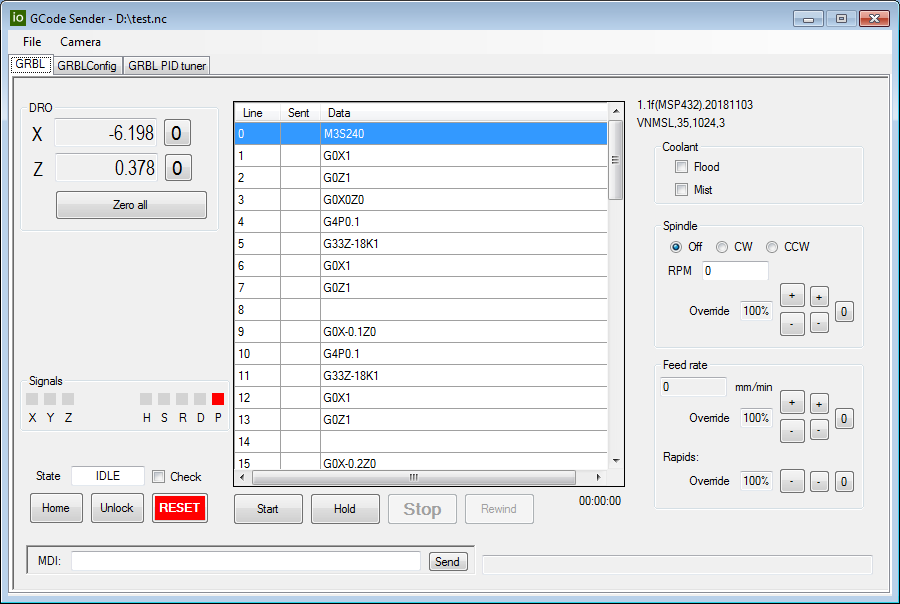 io GCode Sender - D:\test.nc
File Camera
GRBL GRBLConfig GRBL PID tuner
DRO
X -6.198 0
Z 0.378 0
Zero all
Signals
X Y Z H S R D P
State IDLE Check
Home Unlock RESET
Line Sent Data
0 M3S240
1 G0X1
2 G0Z1
3 G0X0Z0
4 G4P0.1
5 G33Z-18K1
6 G0X1
7 G0Z1
8
9 G0X-0.1Z0
10 G4P0.1
11 G33Z-18K1
12 G0X1
13 G0Z1
14
15 G0X-0.2Z0
Start Hold Stop Rewind
00:00:00
1.1f(MSP432).20181103
VNMSL,35,1024,3
Coolant
Flood
Mist
Spindle
Off CW CCW
RPM 0
Override 100% + + - - 0
Feed rate
0 mm/min
Override 100% + + - - 0
Rapids:
Override 100% - - 0
MDI: Send